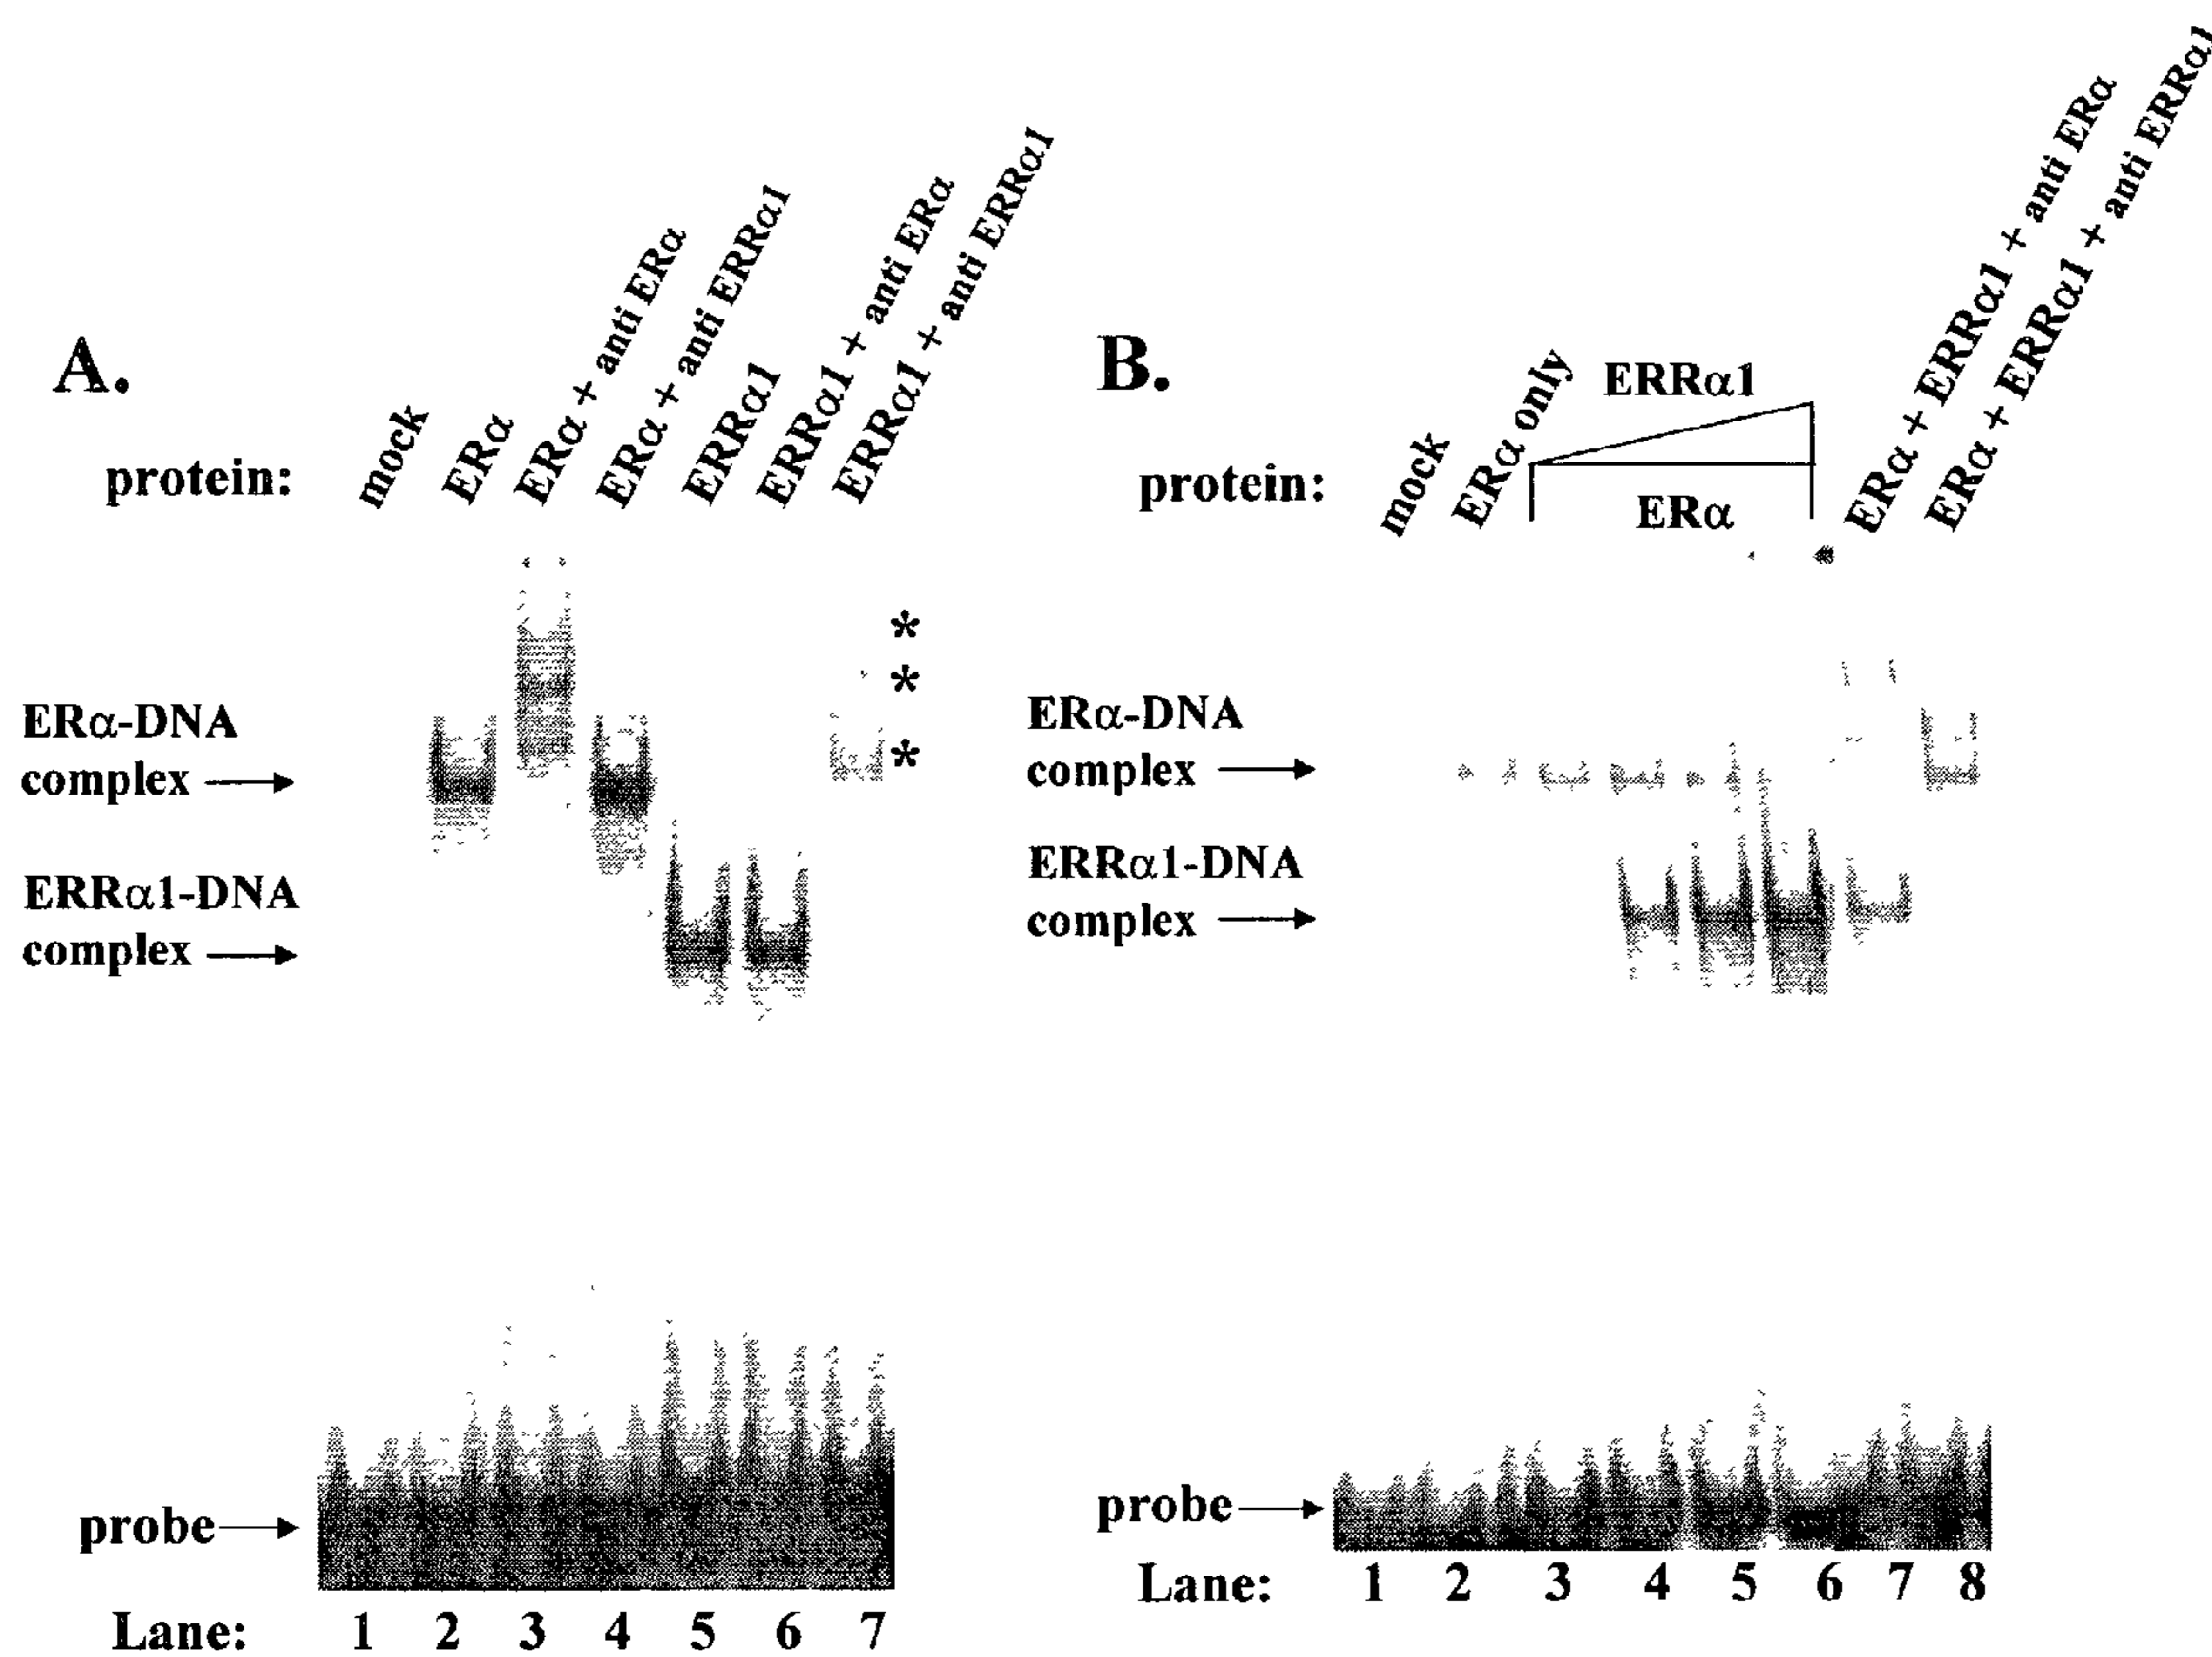 A.
protein:
mock
ERα
ERα + anti ERα
ERα + anti ERRα1
ERRα1
ERRα1 + anti ERα
ERRα1 + anti ERRα1
*
*
*
ERα-DNA
complex
ERRα1-DNA
complex
probe
Lane: 1 2 3 4 5 6 7
B.
protein:
mock
ERα only
ERRα1
ERα
ERα + ERRα1 + anti ERα
ERα + ERRα1 + anti ERRα1
ERα-DNA
complex
ERRα1-DNA
complex
probe
Lane: 1 2 3 4 5 6 7 8